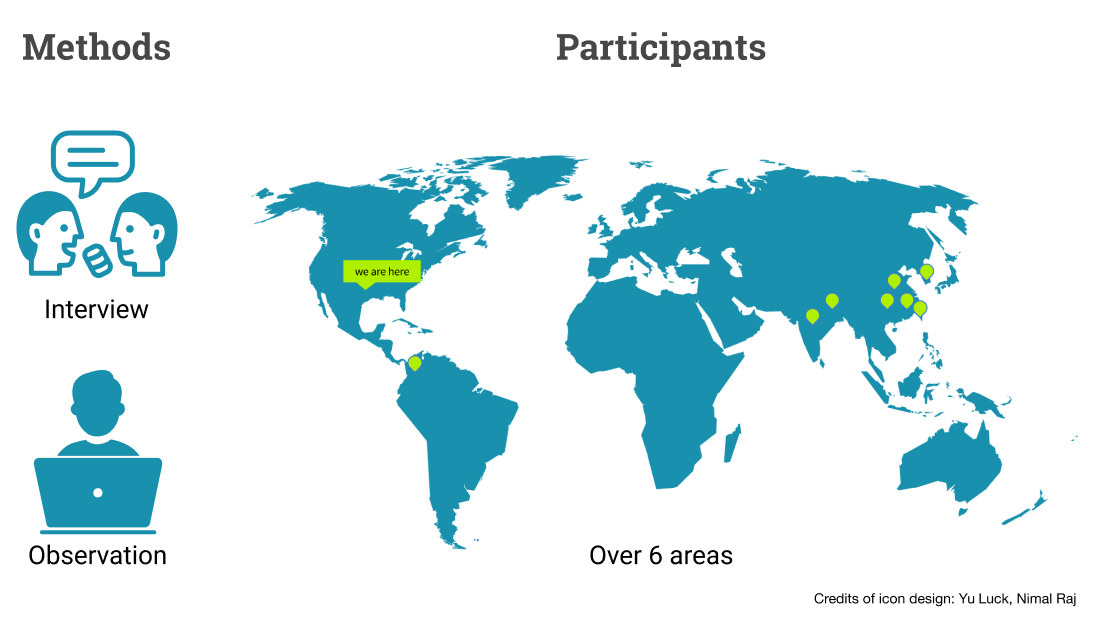 Methods
Participants
we are here
Interview
Observation
Over 6 areas
Credits of icon design: Yu Luck, Nimal Raj